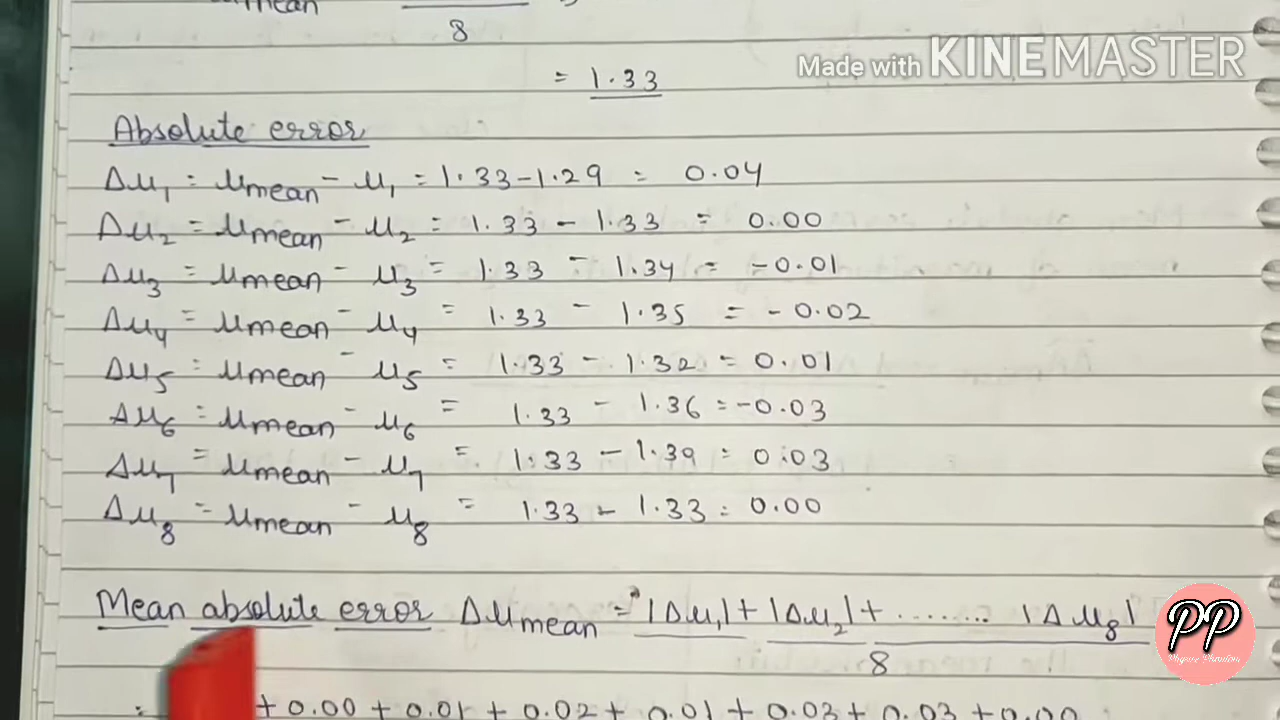 mean
8
Made with KINEMASTER
= 1.33
Absolute error
Δμ₁ = μmean - μ₁ = 1.33-1.29 = 0.04
Δμ₂ = μmean - μ₂ = 1.33 - 1.33 = 0.00
Δμ₃ = μmean - μ₃ = 1.33 - 1.34 = -0.01
Δμ₄ = μmean - μ₄ = 1.33 - 1.35 = -0.02
Δμ₅ = μmean - μ₅ = 1.33 - 1.32 = 0.01
Δμ₆ = μmean - μ₆ = 1.33 - 1.36 = -0.03
Δμ₇ = μmean - μ₇ = 1.33 - 1.39 = 0.03
Δμ₈ = μmean - μ₈ = 1.33 - 1.33 = 0.00
Mean absolute error Δμmean = |Δμ₁| + |Δμ₂| + ....... |Δμ₈|
8
PP
= + 0.00 + 0.01 + 0.02 + 0.01 + 0.03 + 0.03 + 0.00